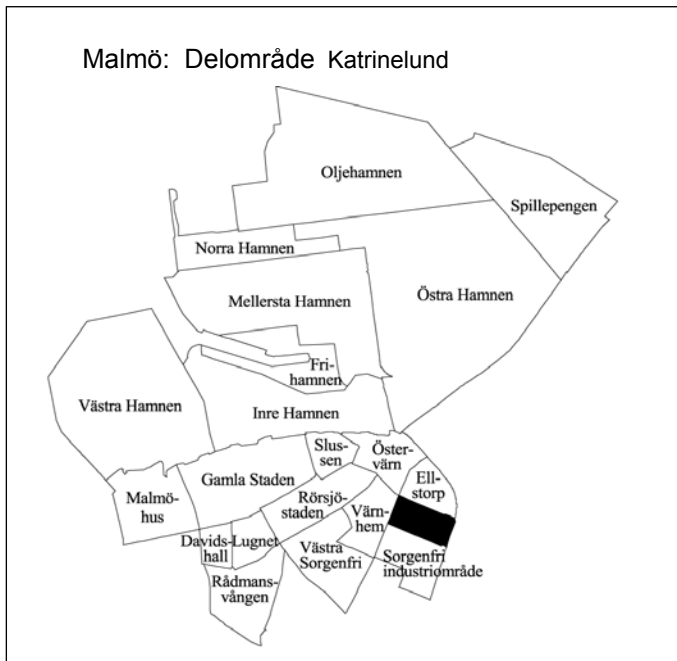 Malmö: Delområde Katrinelund
Oljehamnen
Spillepengen
Norra Hamnen
Östra Hamnen
Mellersta Hamnen
Fri-
hamnen
Västra Hamnen
Inre Hamnen
Slus-
sen
Öster-
värn
Gamla Staden
Ell-
storp
Malmö-
hus
Rörsjö-
staden
Värn-
hem
Davids-
hall
Lugnet
Västra
Sorgenfri
Sorgenfri
industriområde
Rådmans-
vången